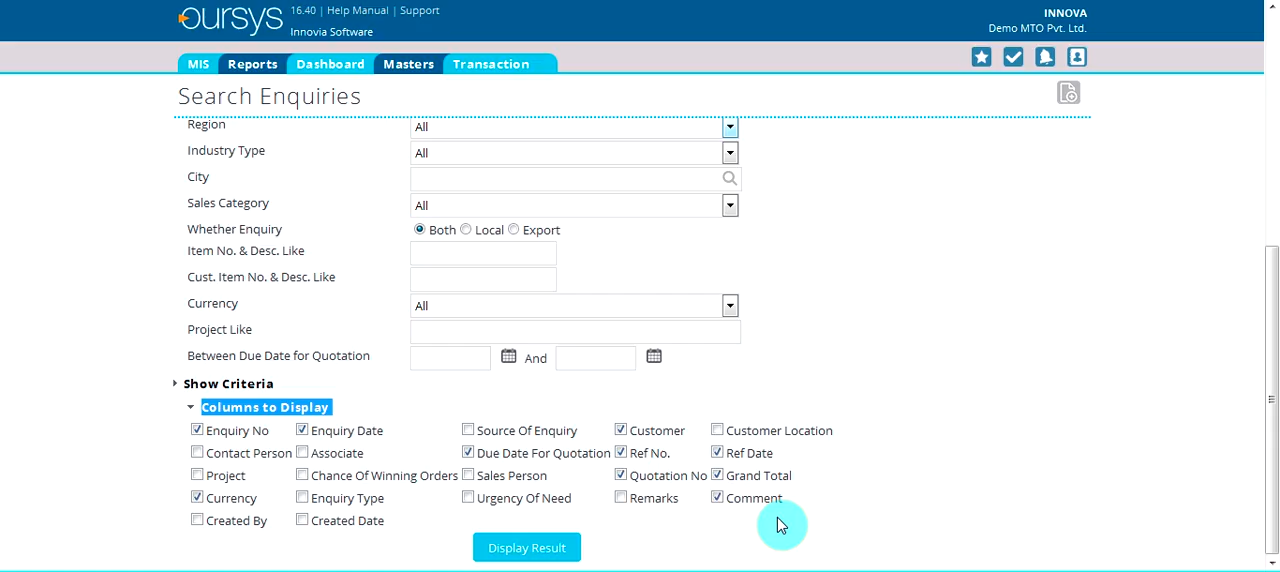 oursys
16.40 | Help Manual | Support
Innovia Software
INNOVA
Demo MTO Pvt. Ltd.
MIS Reports Dashboard Masters Transaction
Search Enquiries
Region All
Industry Type All
City
Sales Category All
Whether Enquiry Both Local Export
Item No. & Desc. Like
Cust. Item No. & Desc. Like
Currency All
Project Like
Between Due Date for Quotation And
Show Criteria
Columns to Display
Enquiry No Enquiry Date Source Of Enquiry Customer Customer Location
Contact Person Associate Due Date For Quotation Ref No. Ref Date
Project Chance Of Winning Orders Sales Person Quotation No Grand Total
Currency Enquiry Type Urgency Of Need Remarks Comment
Created By Created Date
Display Result